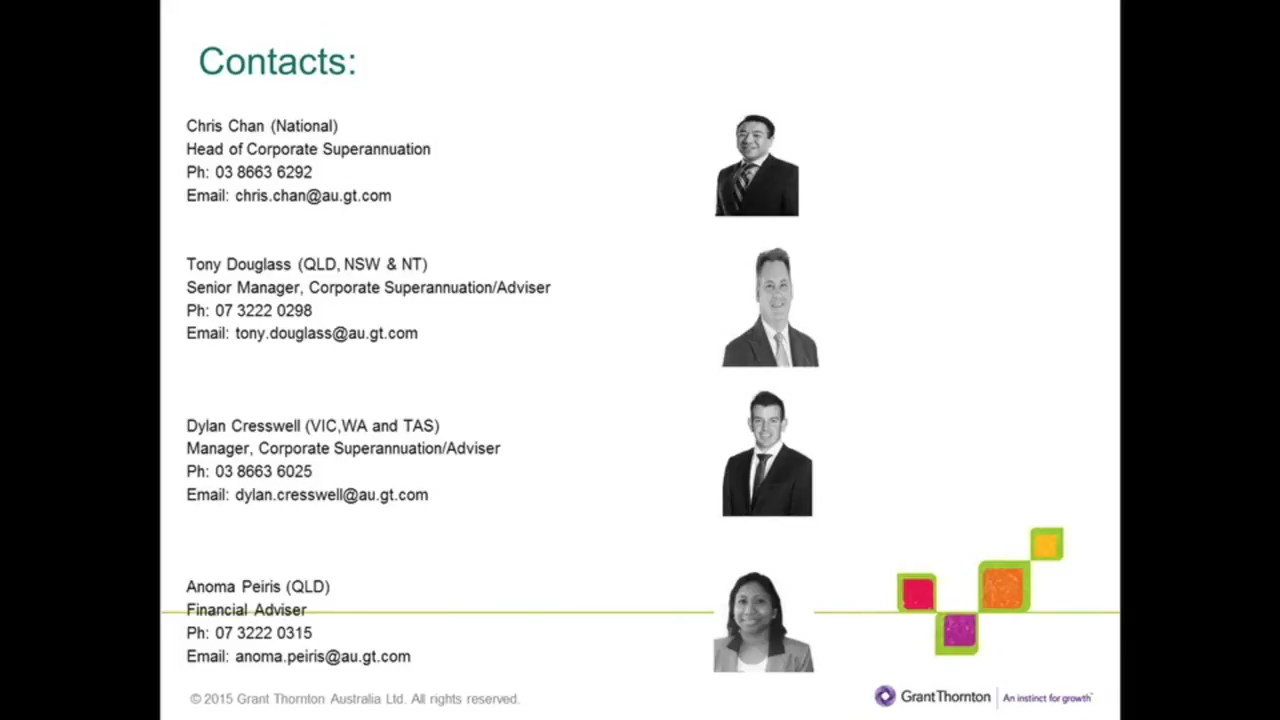 Contacts:
Chris Chan (National)
Head of Corporate Superannuation
Ph: 03 8663 6292
Email: chris.chan@au.gt.com
Tony Douglass (QLD, NSW & NT)
Senior Manager, Corporate Superannuation/Adviser
Ph: 07 3222 0298
Email: tony.douglass@au.gt.com
Dylan Cresswell (VIC,WA and TAS)
Manager, Corporate Superannuation/Adviser
Ph: 03 8663 6025
Email: dylan.cresswell@au.gt.com
Anoma Peiris (QLD)
Financial Adviser
Ph: 07 3222 0315
Email: anoma.peiris@au.gt.com
© 2015 Grant Thornton Australia Ltd. All rights reserved.
GrantThornton
An instinct for growth™